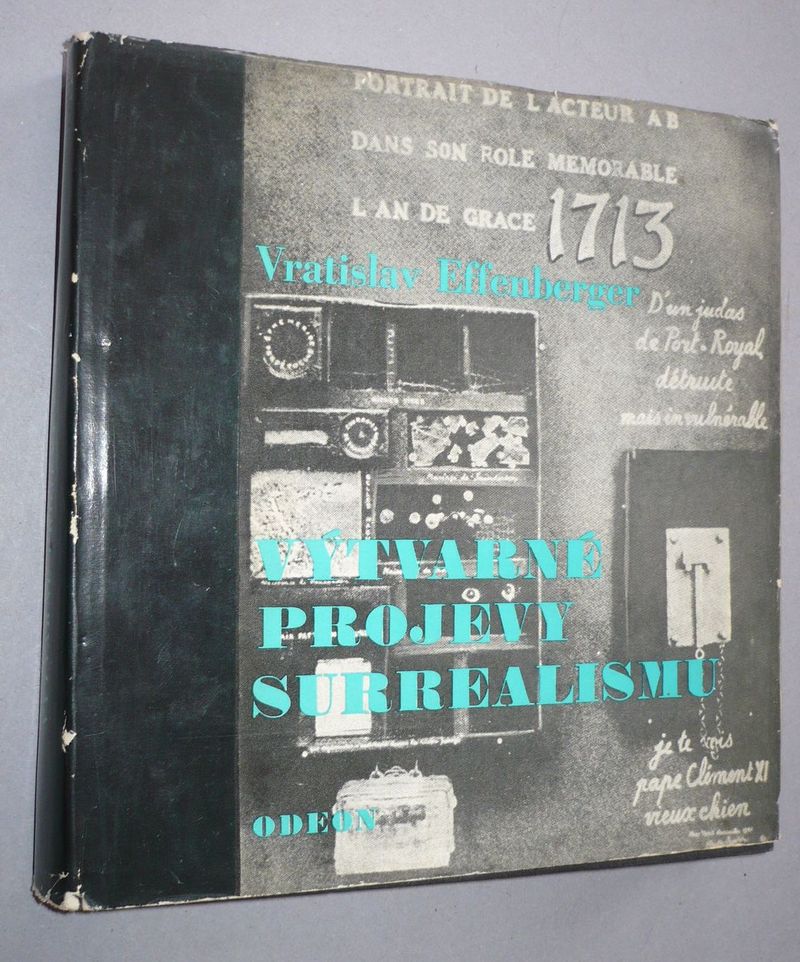 PORTRAIT DE L'ACTEUR A B
DANS SON ROLE MEMORABLE
L AN DE GRACE 1713
Vratislav Effenberger
D'un judas
de Port-Royal
détruite
mais invulnérable
VÝTVARNÉ
PROJEVY
SURREALISMU
je te vois
pape Clément XI
vieux chien
ODEON